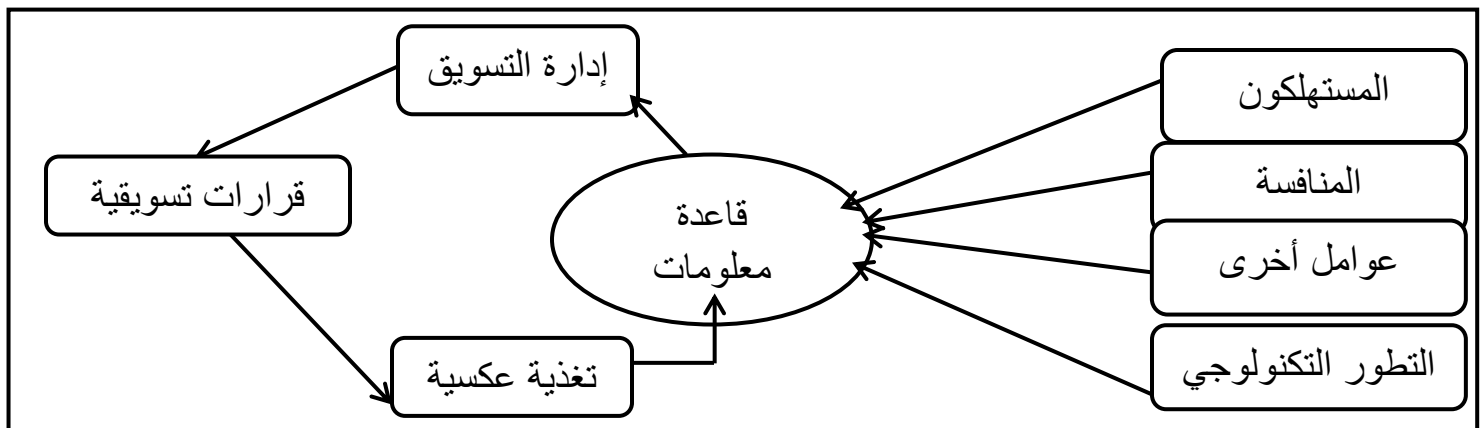 إدارة التسويق
المستهلكون
المنافسة
قرارات تسويقية
قاعدة
معلومات
عوامل أخرى
تغذية عكسية
التطور التكنولوجي